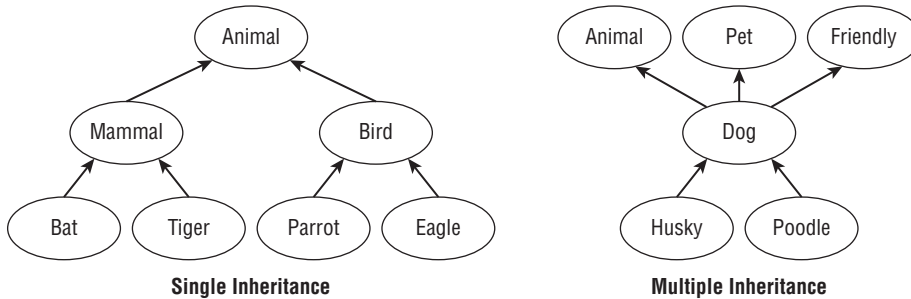 Animal
Mammal Bird
Bat Tiger Parrot Eagle
Single Inheritance
Animal Pet Friendly
Dog
Husky Poodle
Multiple Inheritance